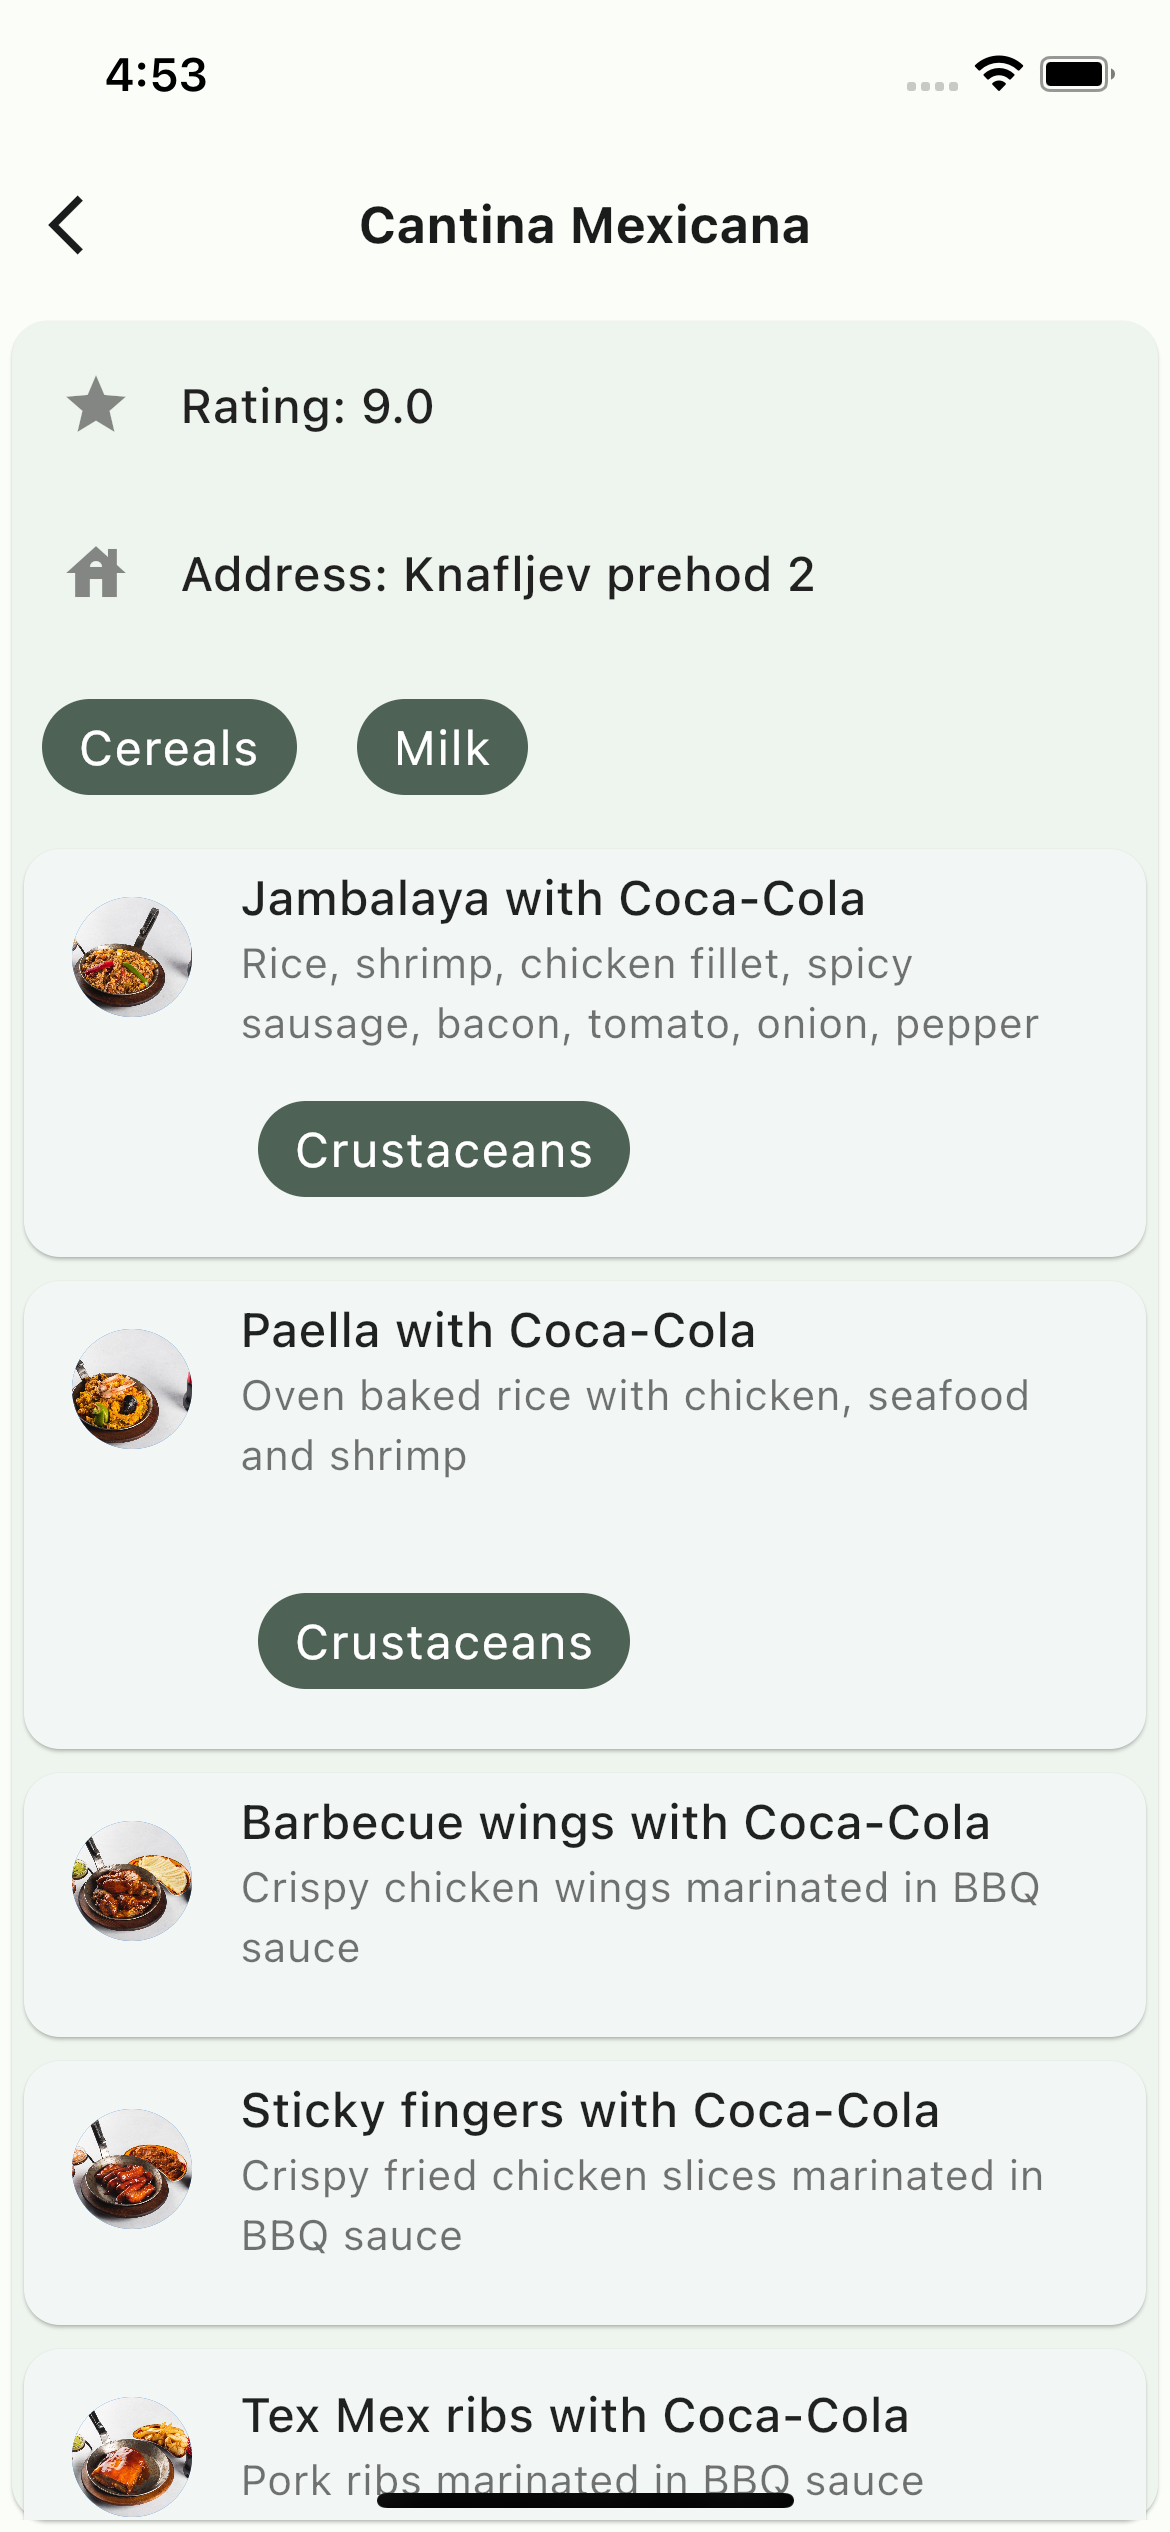 4:53
Cantina Mexicana
Rating: 9.0
Address: Knafljev prehod 2
Cereals
Milk
Jambalaya with Coca-Cola
Rice, shrimp, chicken fillet, spicy
sausage, bacon, tomato, onion, pepper
Crustaceans
Paella with Coca-Cola
Oven baked rice with chicken, seafood
and shrimp
Crustaceans
Barbecue wings with Coca-Cola
Crispy chicken wings marinated in BBQ
sauce
Sticky fingers with Coca-Cola
Crispy fried chicken slices marinated in
BBQ sauce
Tex Mex ribs with Coca-Cola
Pork ribs marinated in BBQ sauce